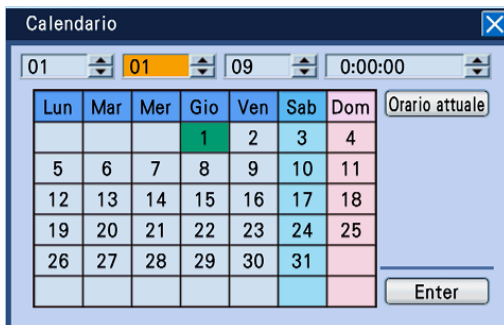 Calendario
01 01 09 0:00:00
Lun Mar Mer Gio Ven Sab Dom Orario attuale
1 2 3 4
5 6 7 8 9 10 11
12 13 14 15 16 17 18
19 20 21 22 23 24 25
26 27 28 29 30 31
Enter